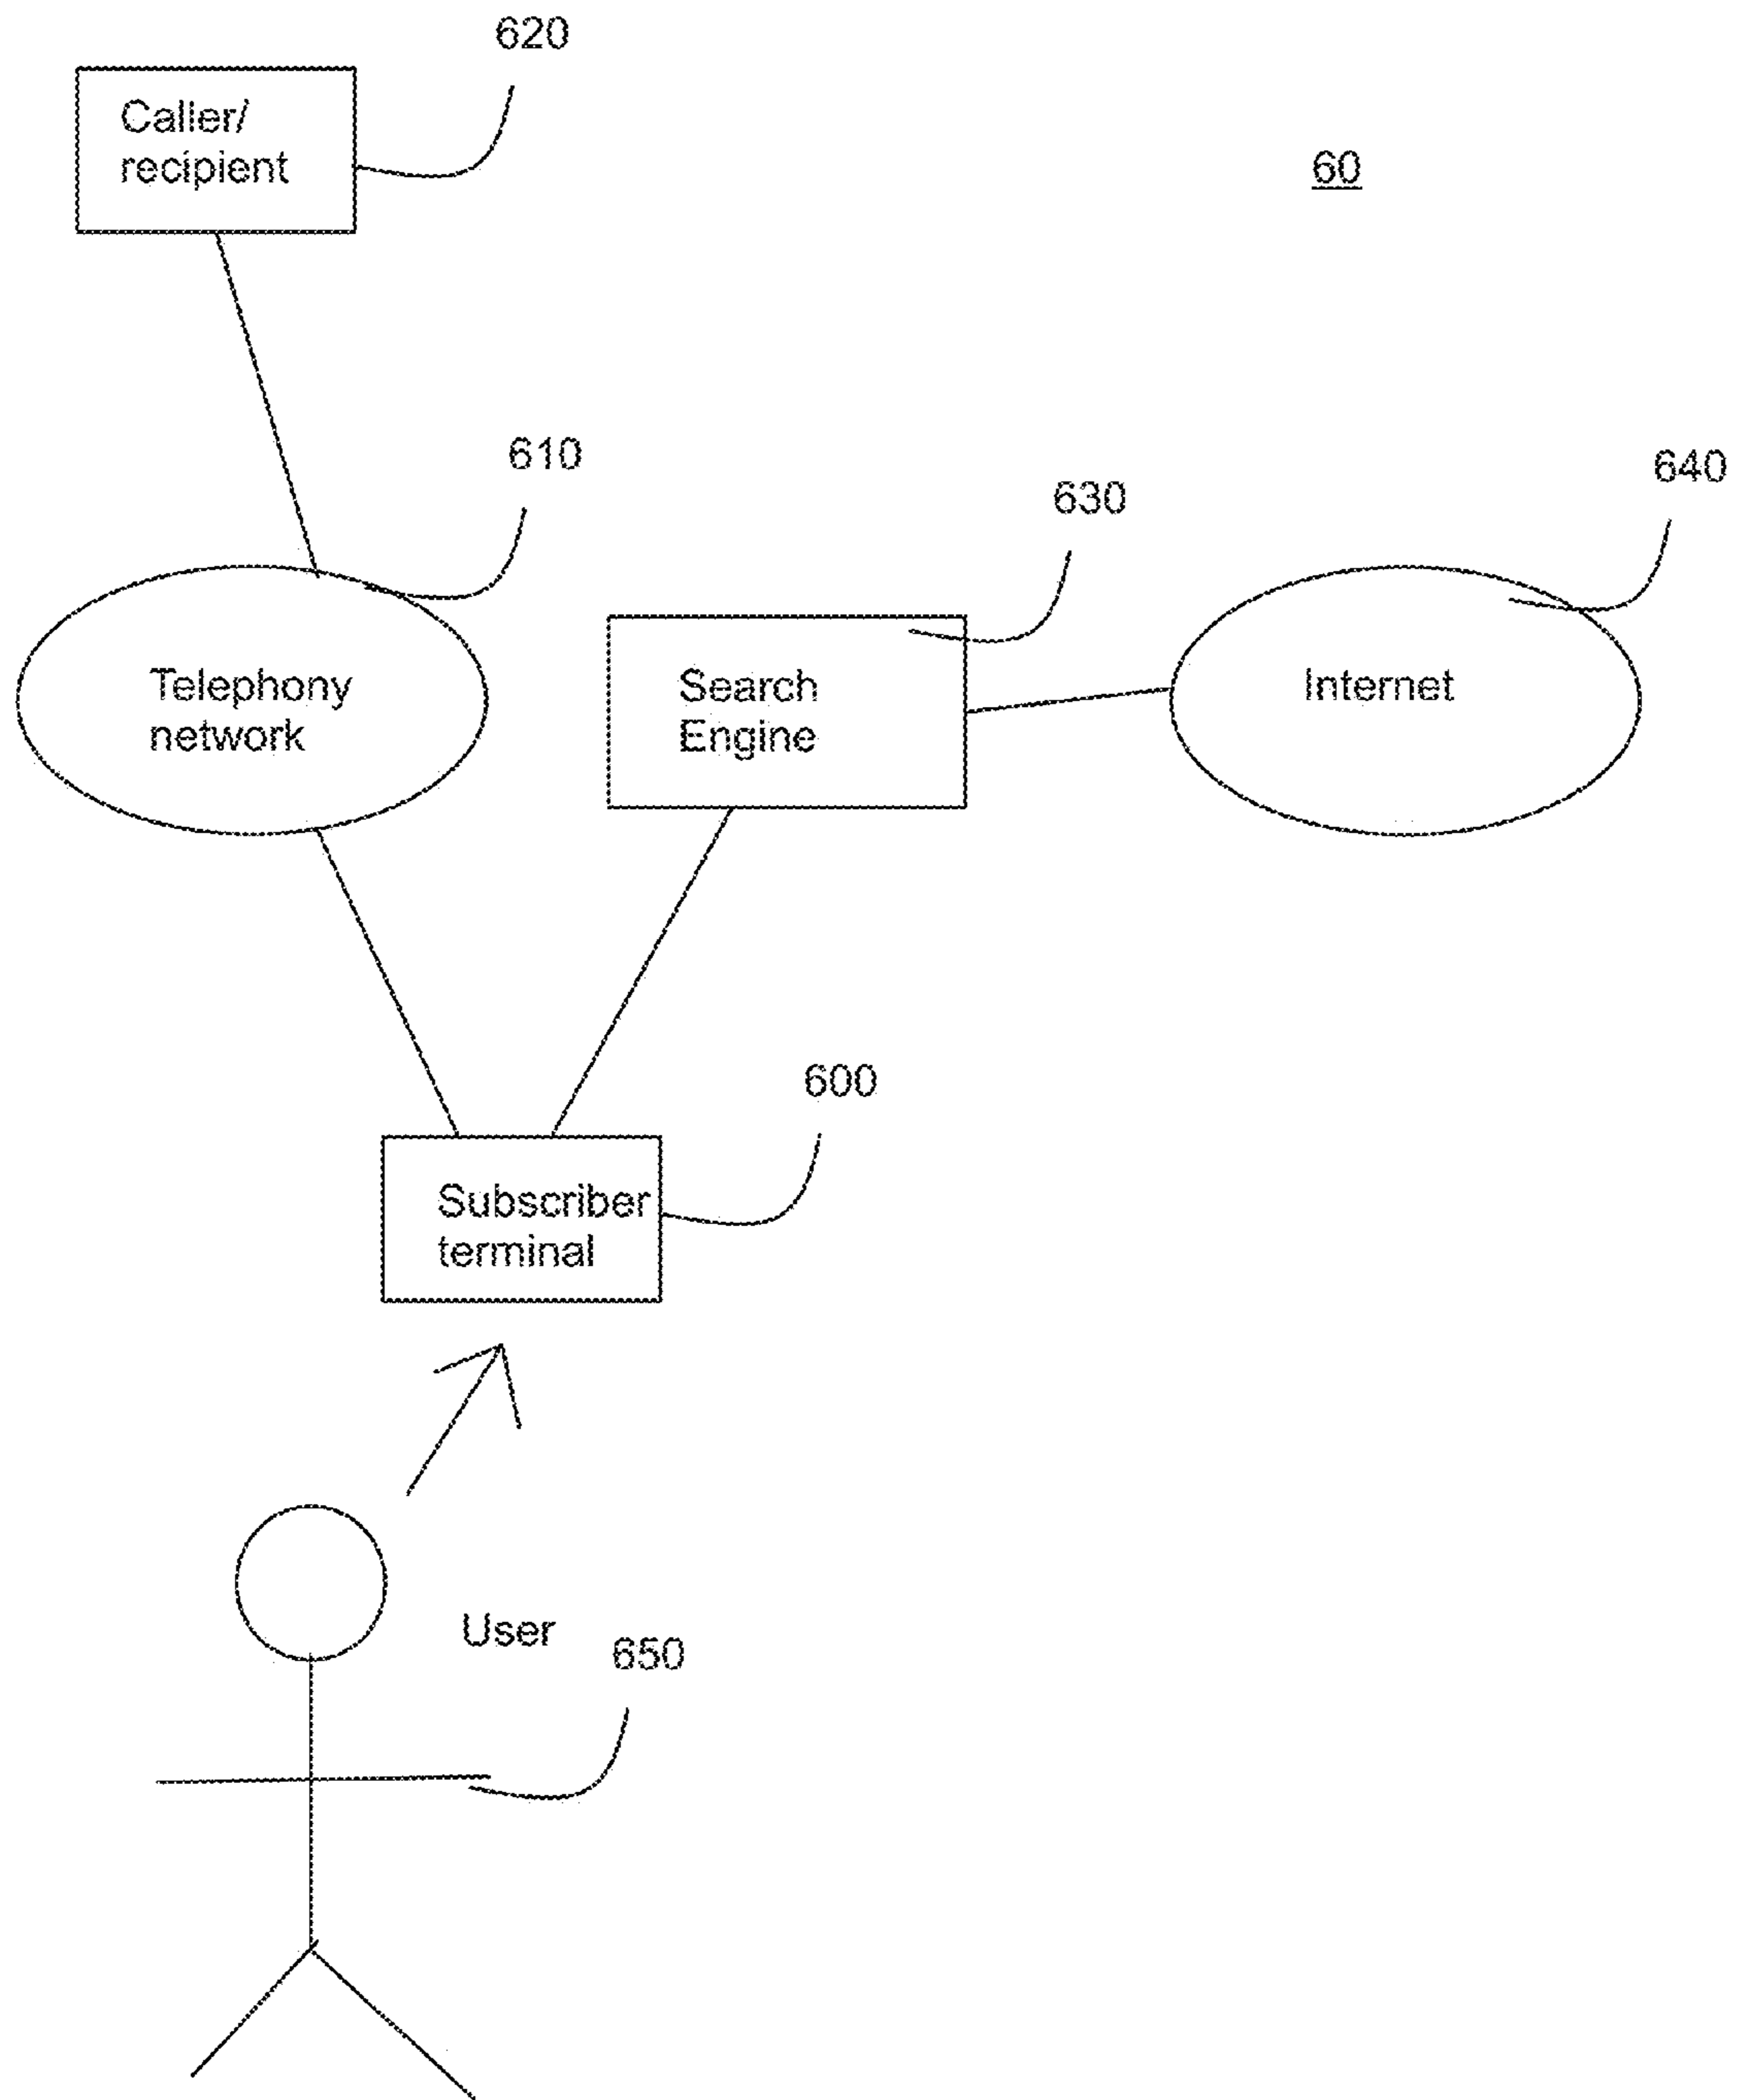 620
Caller/
recipient
60
610
640
630
Telephony
network
Search
Engine
Internet
600
Subscriber
terminal
User
650